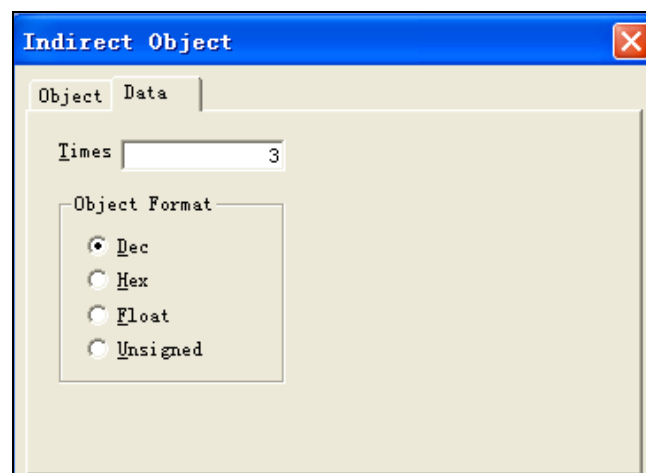 Indirect Object
Object Data
Times 3
Object Format
Dec
Hex
Float
Unsigned